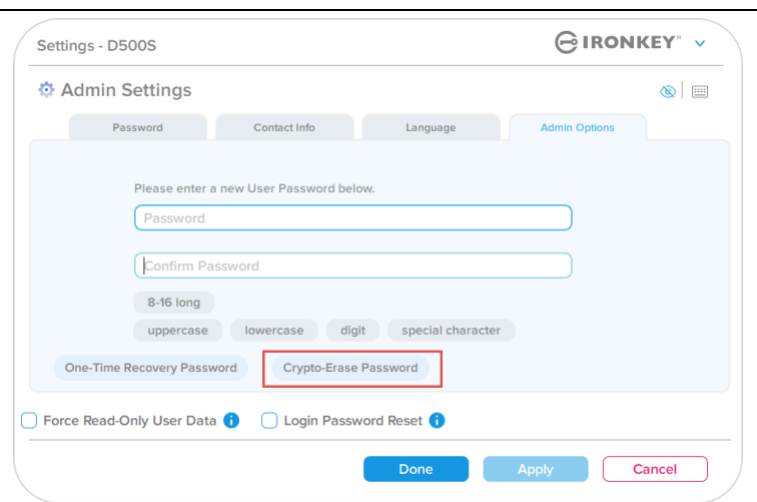 Settings - D500S
IRONKEY™
Admin Settings
Password Contact Info Language Admin Options
Please enter a new User Password below.
Password
Confirm Password
8-16 long
uppercase lowercase digit special character
One-Time Recovery Password Crypto-Erase Password
Force Read-Only User Data i Login Password Reset i
Done Apply Cancel